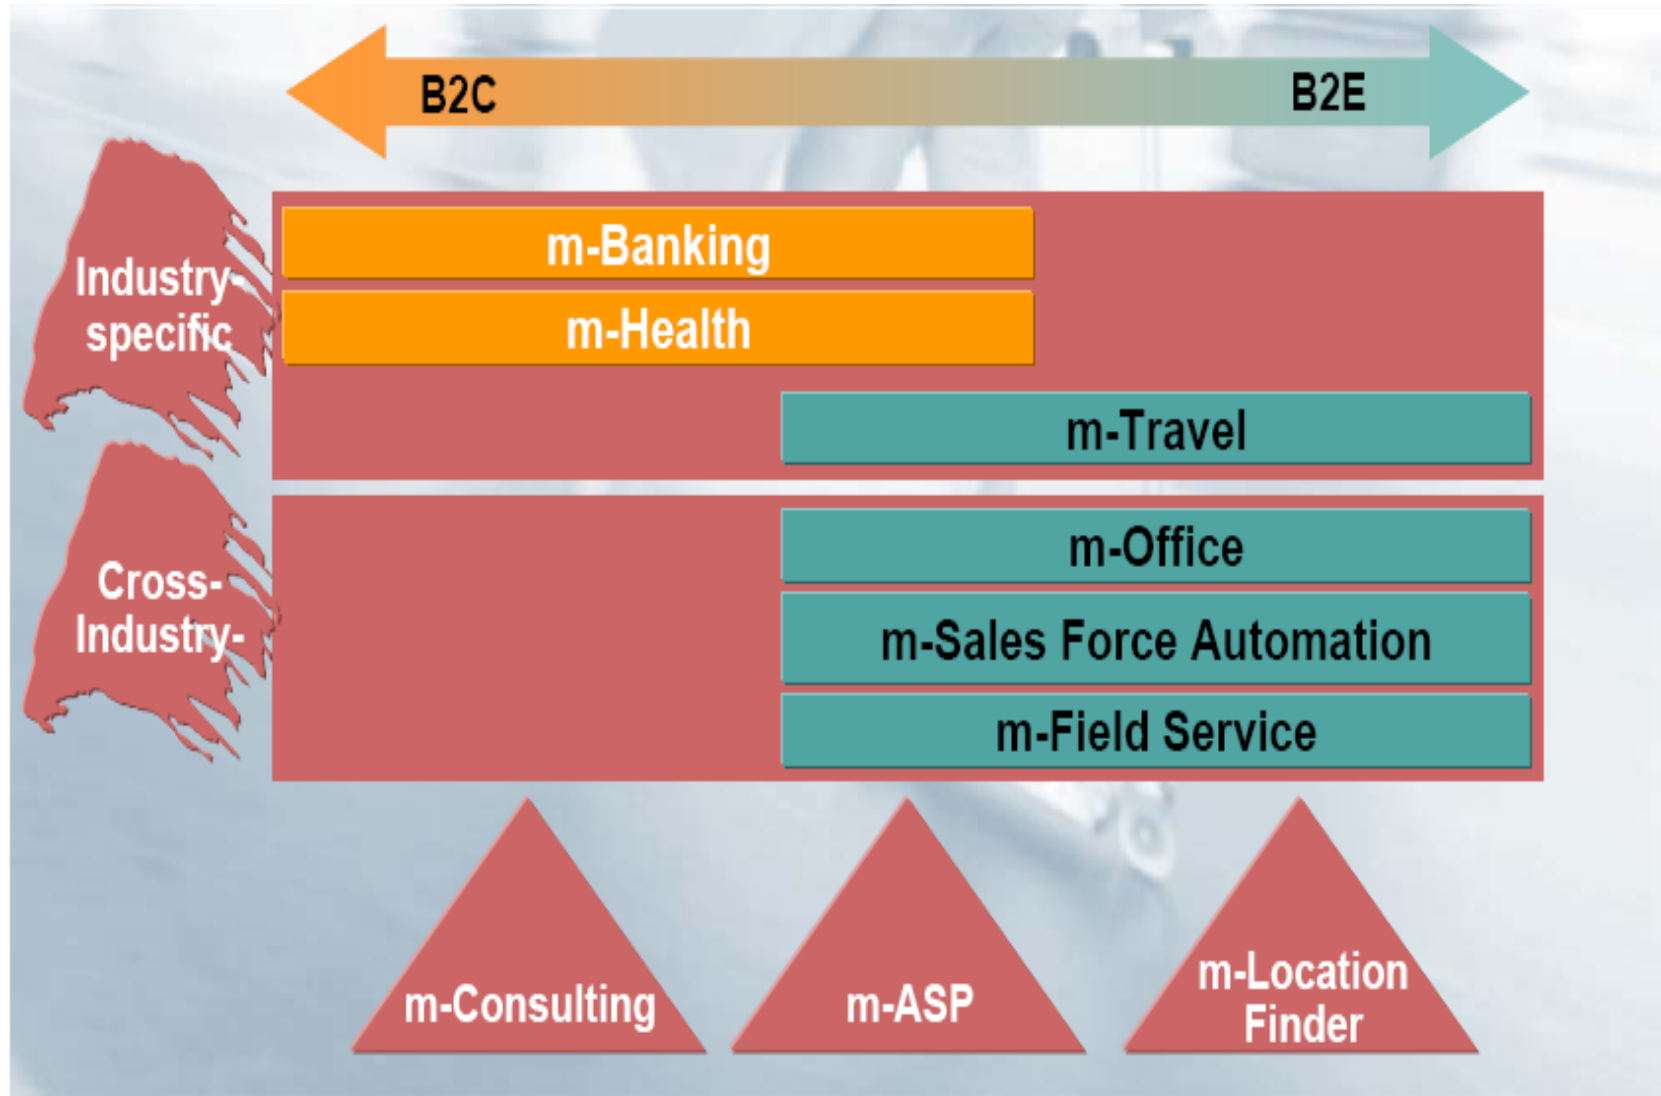 B2C
B2E
Industry-
specific
m-Banking
m-Health
m-Travel
Cross-
Industry-
m-Office
m-Sales Force Automation
m-Field Service
m-Consulting
m-ASP
m-Location
Finder